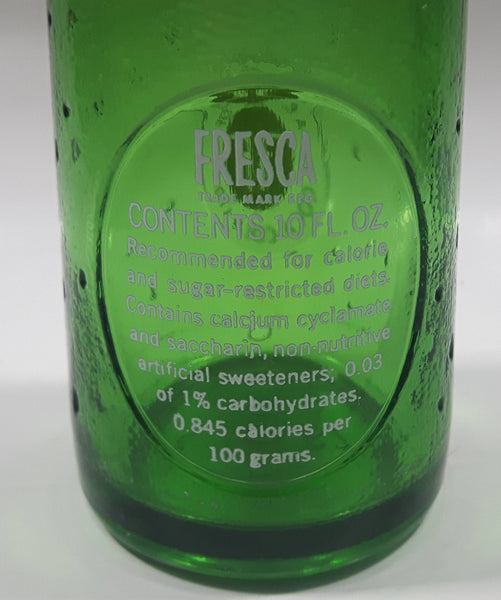 FRESCA
TRADE MARK REG
CONTENTS 10 FL. OZ.
Recommended for calorie
and sugar-restricted diets.
Contains calcium cyclamate
and saccharin, non-nutritive
artificial sweeteners; 0.03
of 1% carbohydrates.
0.845 calories per
100 grams.